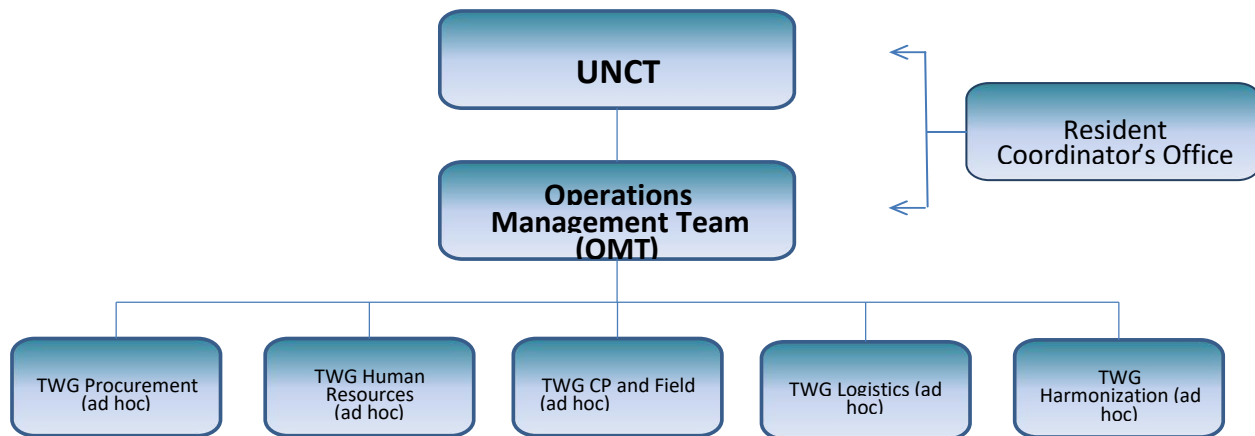 UNCT
Resident
Coordinator's Office
Operations
Management Team
(OMT)
TWG Procurement
(ad hoc)
TWG Human
Resources
(ad hoc)
TWG CP and Field
(ad hoc)
TWG Logistics (ad
hoc)
TWG
Harmonization (ad
hoc)